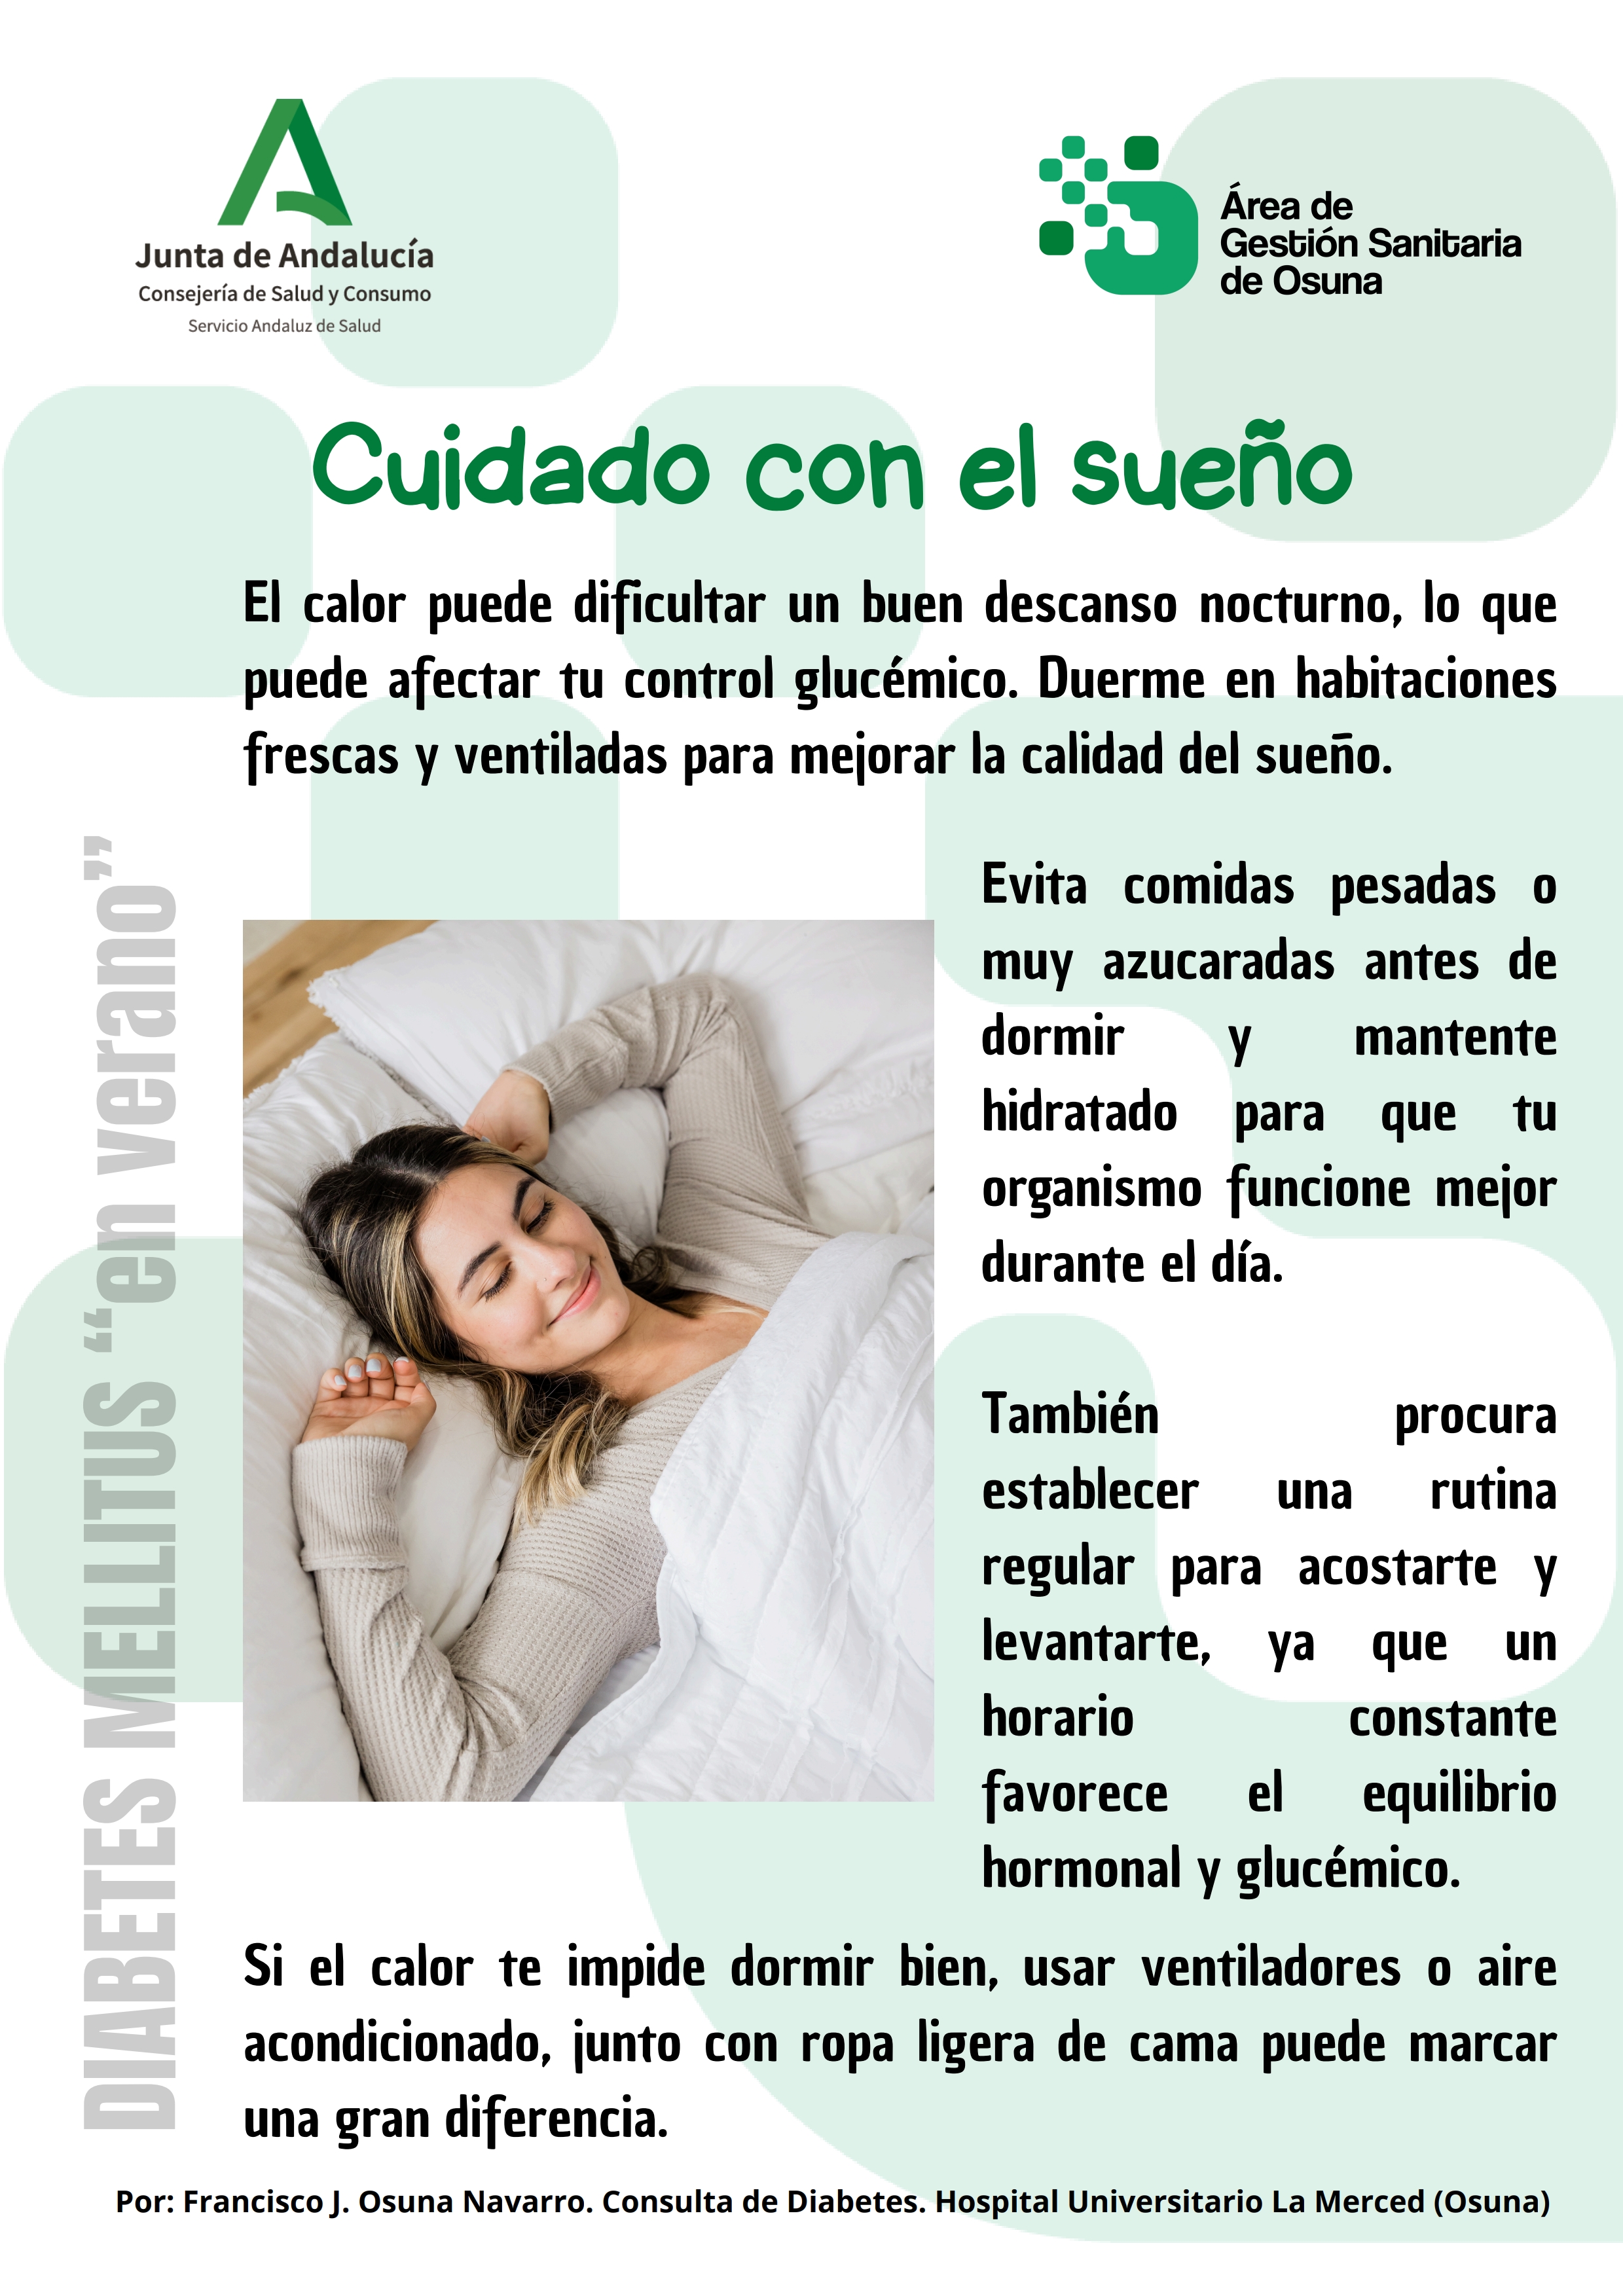 Junta de Andalucía
Consejería de Salud y Consumo
Servicio Andaluz de Salud
Área de
Gestión Sanitaria
de Osuna
Cuidado con el sueño
El calor puede dificultar un buen descanso nocturno, lo que
puede afectar tu control glucémico. Duerme en habitaciones
frescas y ventiladas para mejorar la calidad del sueño.
DIABETES MELLITUS “en verano”
Evita comidas pesadas o
muy azucaradas antes de
dormir y mantente
hidratado para que tu
organismo funcione mejor
durante el día.
También procura
establecer una rutina
regular para acostarte y
levantarte, ya que un
horario constante
favorece el equilibrio
hormonal y glucémico.
Si el calor te impide dormir bien, usar ventiladores o aire
acondicionado, junto con ropa ligera de cama puede marcar
una gran diferencia.
Por: Francisco J. Osuna Navarro. Consulta de Diabetes. Hospital Universitario La Merced (Osuna)